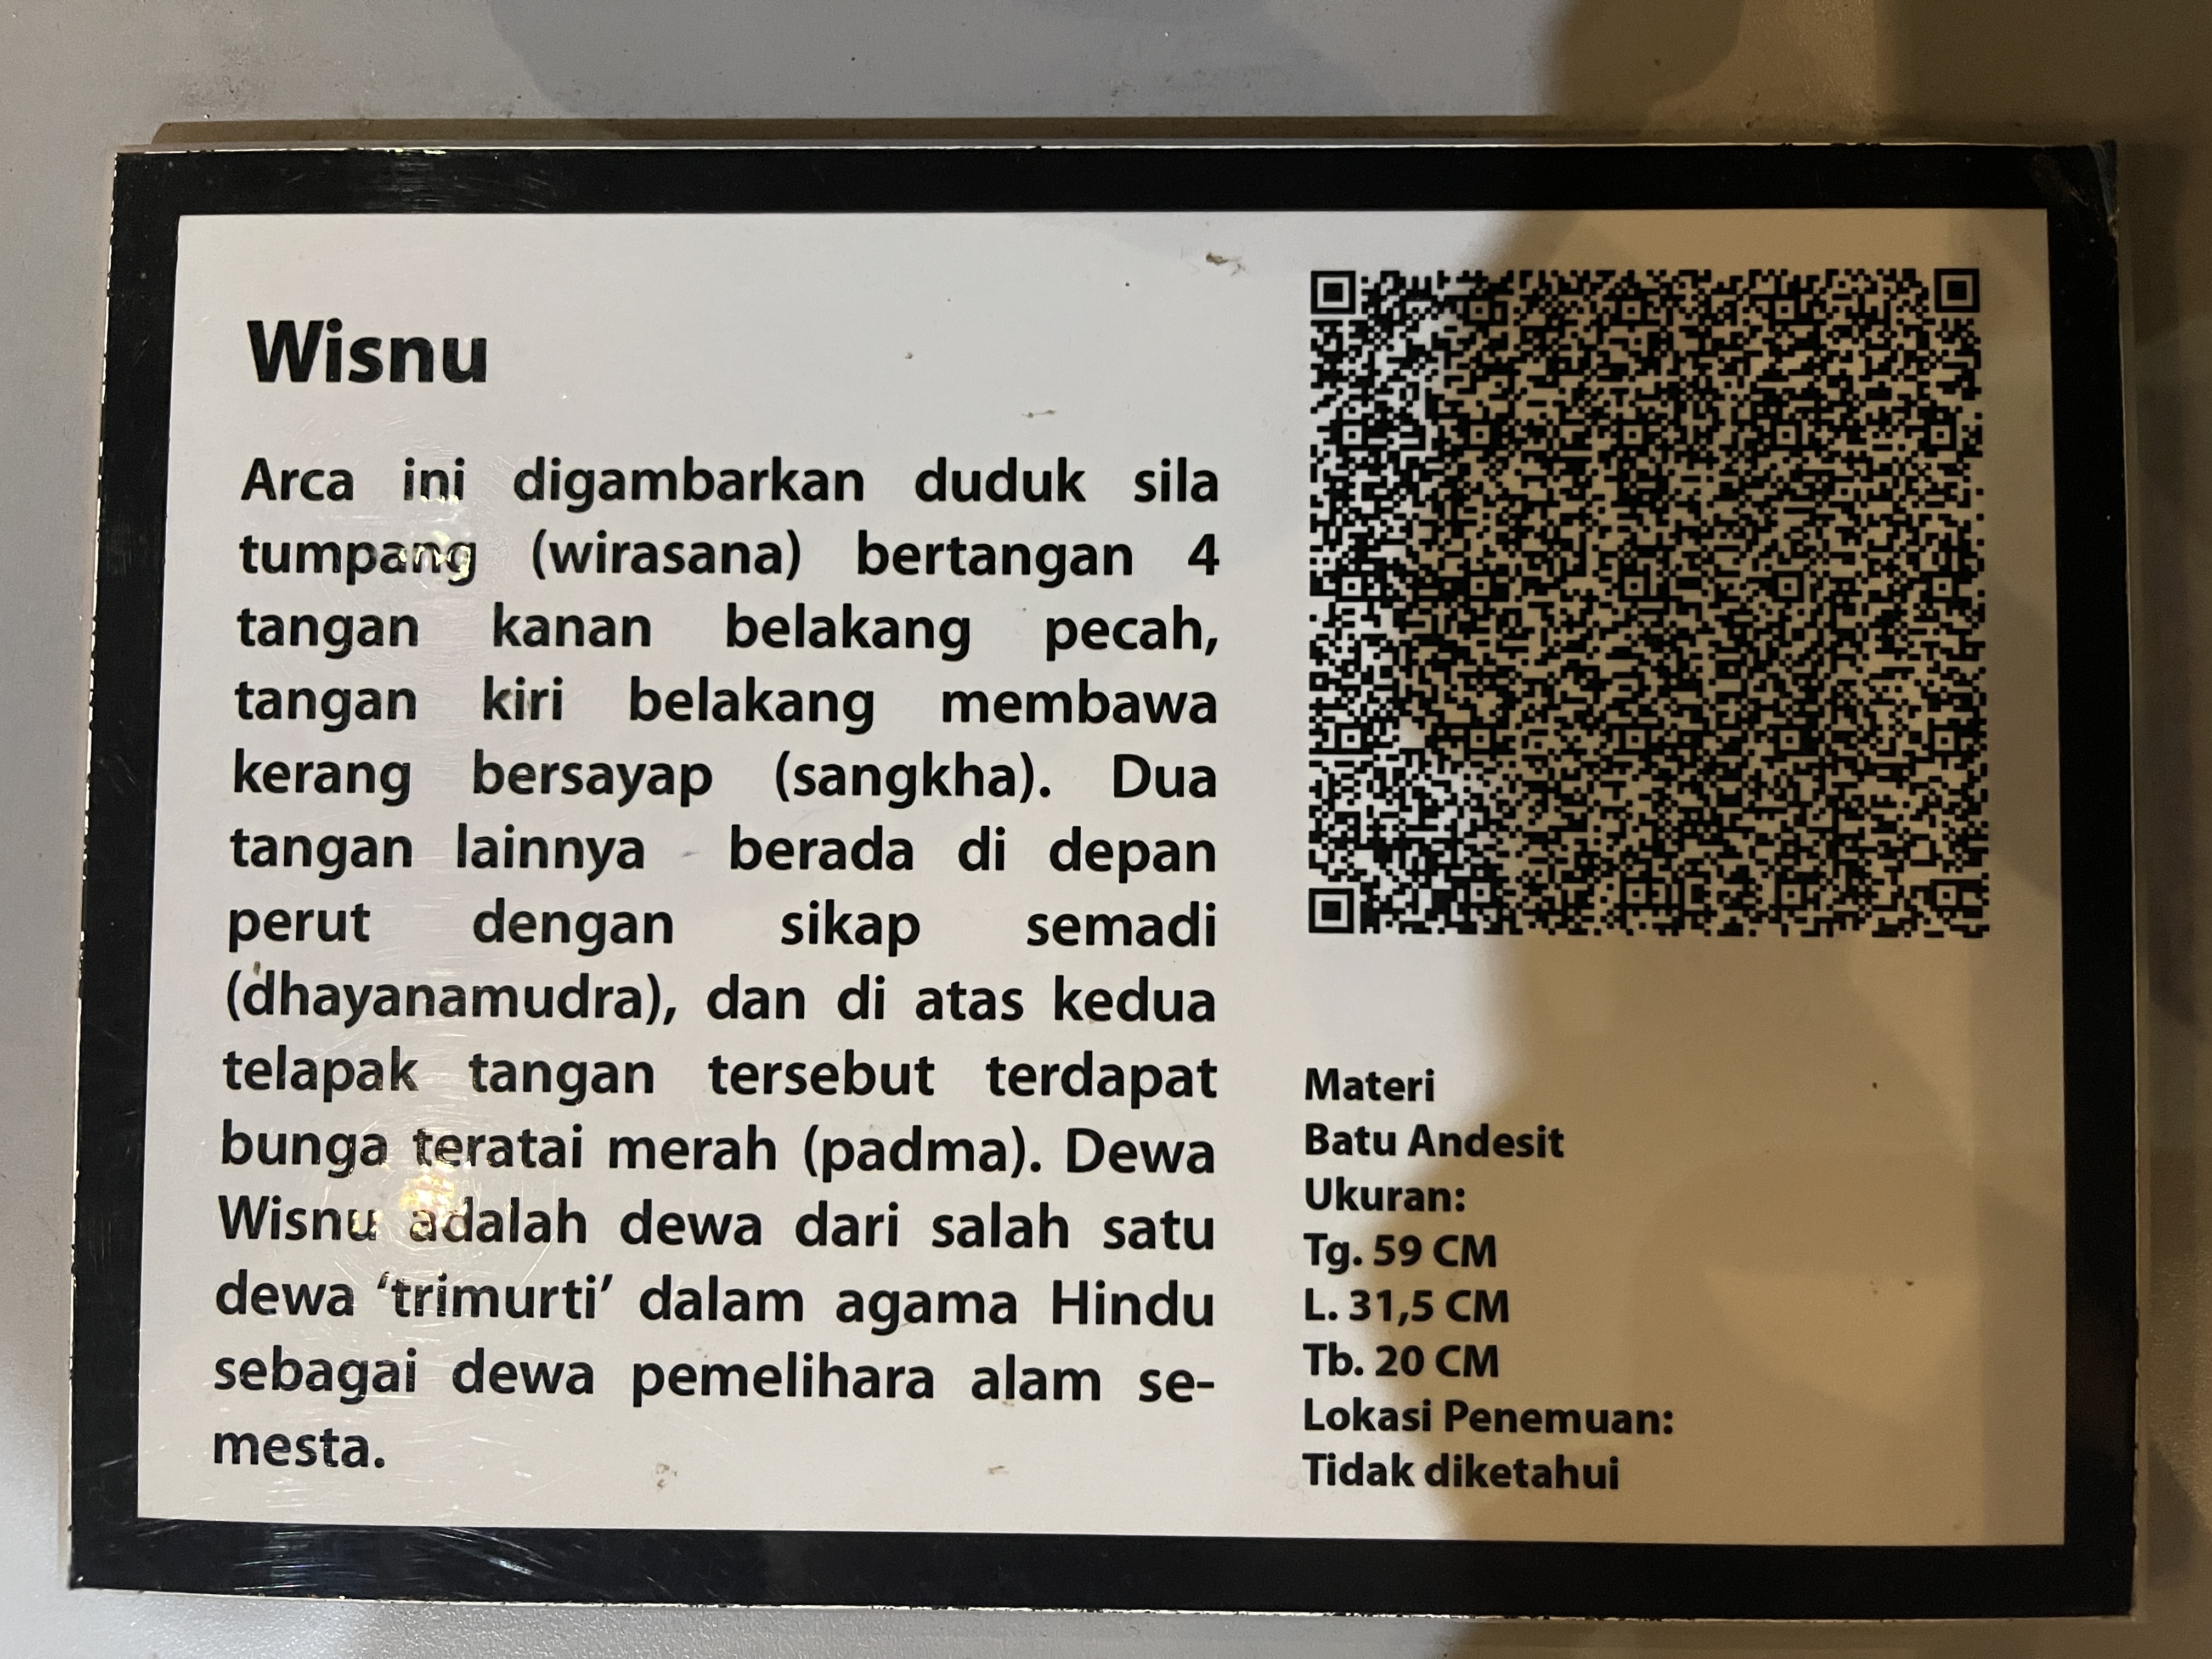 Wisnu
Arca ini digambarkan duduk sila
tumpang (wirasana) bertangan 4
tangan kanan belakang pecah,
tangan kiri belakang membawa
kerang bersayap (sangkha). Dua
tangan lainnya berada di depan
perut dengan sikap semadi
(dhayanamudra), dan di atas kedua
telapak tangan tersebut terdapat
bunga teratai merah (padma). Dewa
Wisnu adalah dewa dari salah satu
dewa ‘trimurti’ dalam agama Hindu
sebagai dewa pemelihara alam se-
mesta.
Materi
Batu Andesit
Ukuran:
Tg. 59 CM
L. 31,5 CM
Tb. 20 CM
Lokasi Penemuan:
Tidak diketahui